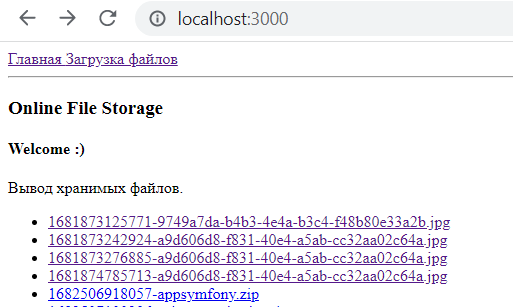 localhost:3000
Главная Загрузка файлов
Online File Storage
Welcome :)
Вывод хранимых файлов.
1681873125771-9749a7da-b4b3-4e4a-b3c4-f48b80e33a2b.jpg
1681873242924-a9d606d8-f831-40e4-a5ab-cc32aa02c64a.jpg
1681873276885-a9d606d8-f831-40e4-a5ab-cc32aa02c64a.jpg
1681874785713-a9d606d8-f831-40e4-a5ab-cc32aa02c64a.jpg
1682506918057-appsymfony.zip